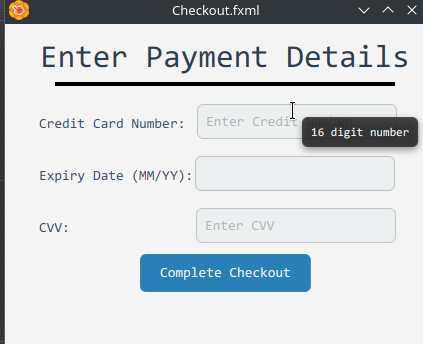 Checkout.fxml
Enter Payment Details
Credit Card Number:
Enter Credit
16 digit number
Expiry Date (MM/YY):
CVV:
Enter CVV
Complete Checkout